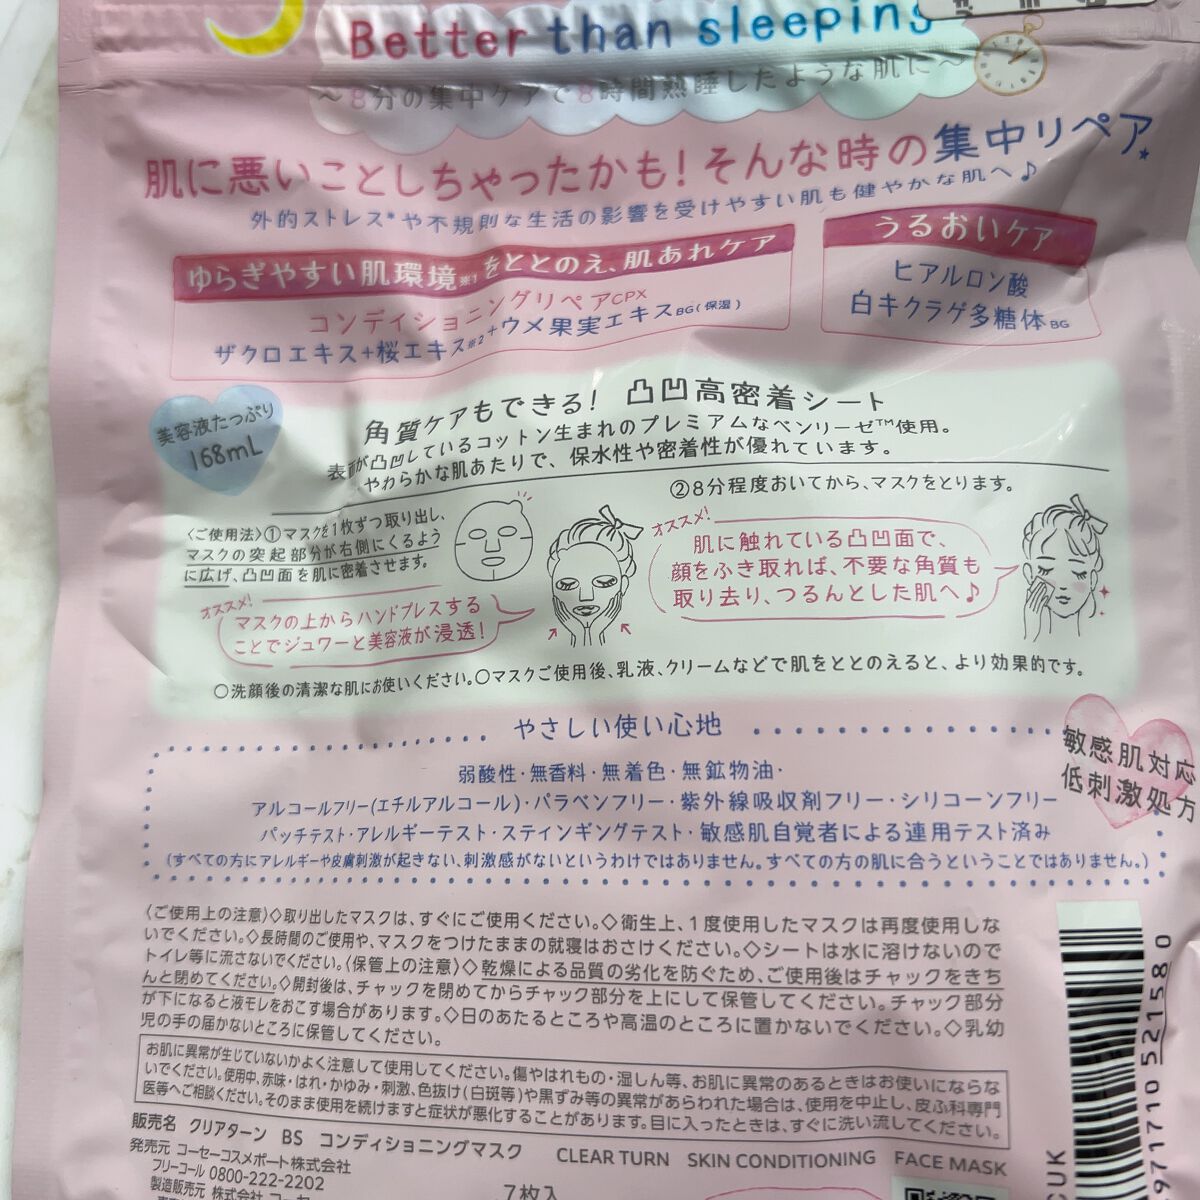 Better than sleeping
〜8分の集中ケアで8時間熟睡したような肌に〜
肌に悪いことしちゃったかも!そんな時の集中リペア*
外的ストレス*や不規則な生活の影響を受けやすい肌も健やかな肌へ♪
ゆらぎやすい肌環境※1をととのえ、肌あれケア
コンディショニングリペアCPX
ザクロエキス+桜エキス※2+ウメ果実エキスBG(保湿)
うるおいケア
ヒアルロン酸
白キクラゲ多糖体BG
美容液たっぷり
168mL
角質ケアもできる! 凸凹高密着シート
表面が凸凹しているコットン生まれのプレミアムなベンリーゼ™使用。
やわらかな肌あたりで、保水性や密着性が優れています。
〈ご使用法〉①マスクを1枚ずつ取り出し、
マスクの突起部分が右側にくるよう
に広げ、凸凹面を肌に密着させます。
オススメ!
マスクの上からハンドプレスする
ことでジュワーと美容液が浸透!
②8分程度おいてから、マスクをとります。
オススメ!
肌に触れている凸凹面で、
顔をふき取れば、不要な角質も
取り去り、つるんとした肌へ♪
○洗顔後の清潔な肌にお使いください。○マスクご使用後、乳液、クリームなどで肌をととのえると、より効果的です。
やさしい使い心地
敏感肌対応
低刺激処方
弱酸性・無香料・無着色・無鉱物油・
アルコールフリー(エチルアルコール)・パラベンフリー・紫外線吸収剤フリー・シリコーンフリー
パッチテスト・アレルギーテスト・スティンギングテスト・敏感肌自覚者による連用テスト済み
(すべての方にアレルギーや皮膚刺激が起きない、刺激感がないというわけではありません。すべての方の肌に合うということではありません。)
〈ご使用上の注意〉◇取り出したマスクは、すぐにご使用ください。◇衛生上、1度使用したマスクは再度使用しな
いでください。◇長時間のご使用や、マスクをつけたままの就寝はおさけください。◇シートは水に溶けないので
トイレ等に流さないでください。〈保管上の注意〉◇乾燥による品質の劣化を防ぐため、ご使用後はチャックをきち
んと閉めてください。◇開封後は、チャックを閉めてからチャック部分を上にして保管してください。チャック部分
が下になると液モレをおこす場合があります。◇日のあたるところや高温のところに置かないでください。◇乳幼
児の手の届かないところに保管してください。
お肌に異常が生じていないかよく注意して使用してください。傷やはれもの・湿しん等、お肌に異常のあるときはお使いにならな
いでください。使用中、赤味・はれ・かゆみ・刺激、色抜け(白斑等)や黒ずみ等の異常があらわれた場合は、使用を中止し、皮ふ科専門
医等へご相談ください。そのまま使用を続けますと症状が悪化することがあります。目に入ったときは、すぐに洗い流してください。
販売名 クリアターン BS コンディショニングマスク
CLEAR TURN SKIN CONDITIONING FACE MASK
発売元 コーセーコスメポート株式会社
フリーコール 0800-222-2202
製造販売元 株式会社 コー
7枚入
971710 521580
CUK